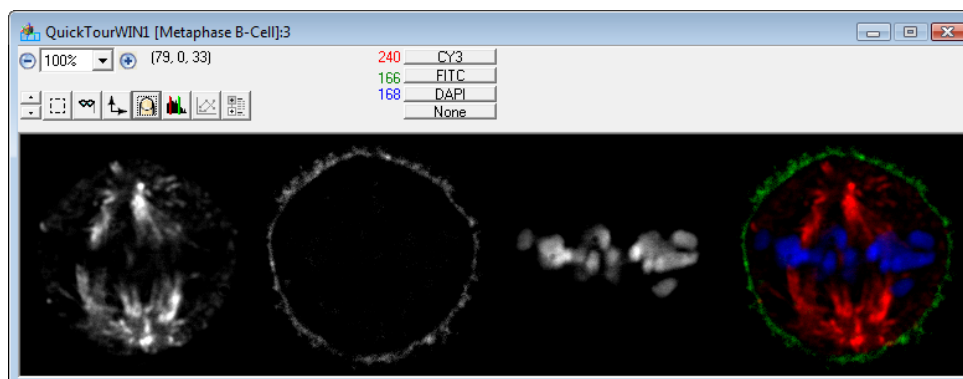 QuickTourWIN1 [Metaphase B-Cell]:3
100% (79, 0, 33)
240 CY3
166 FITC
168 DAPI
None